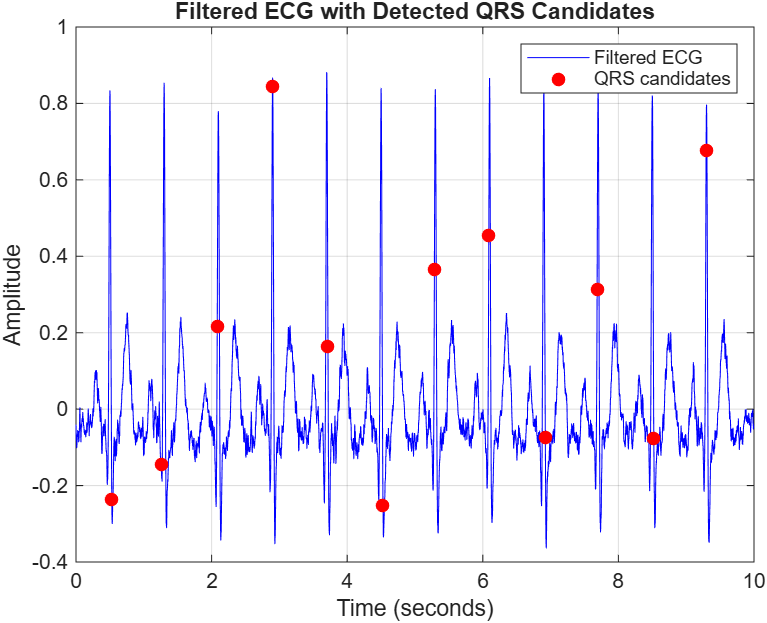 Filtered ECG with Detected QRS Candidates
1
Filtered ECG
QRS candidates
0.8
0.6
0.4
Amplitude
0.2
0
-0.2
-0.4
0 2 4 6 8 10
Time (seconds)